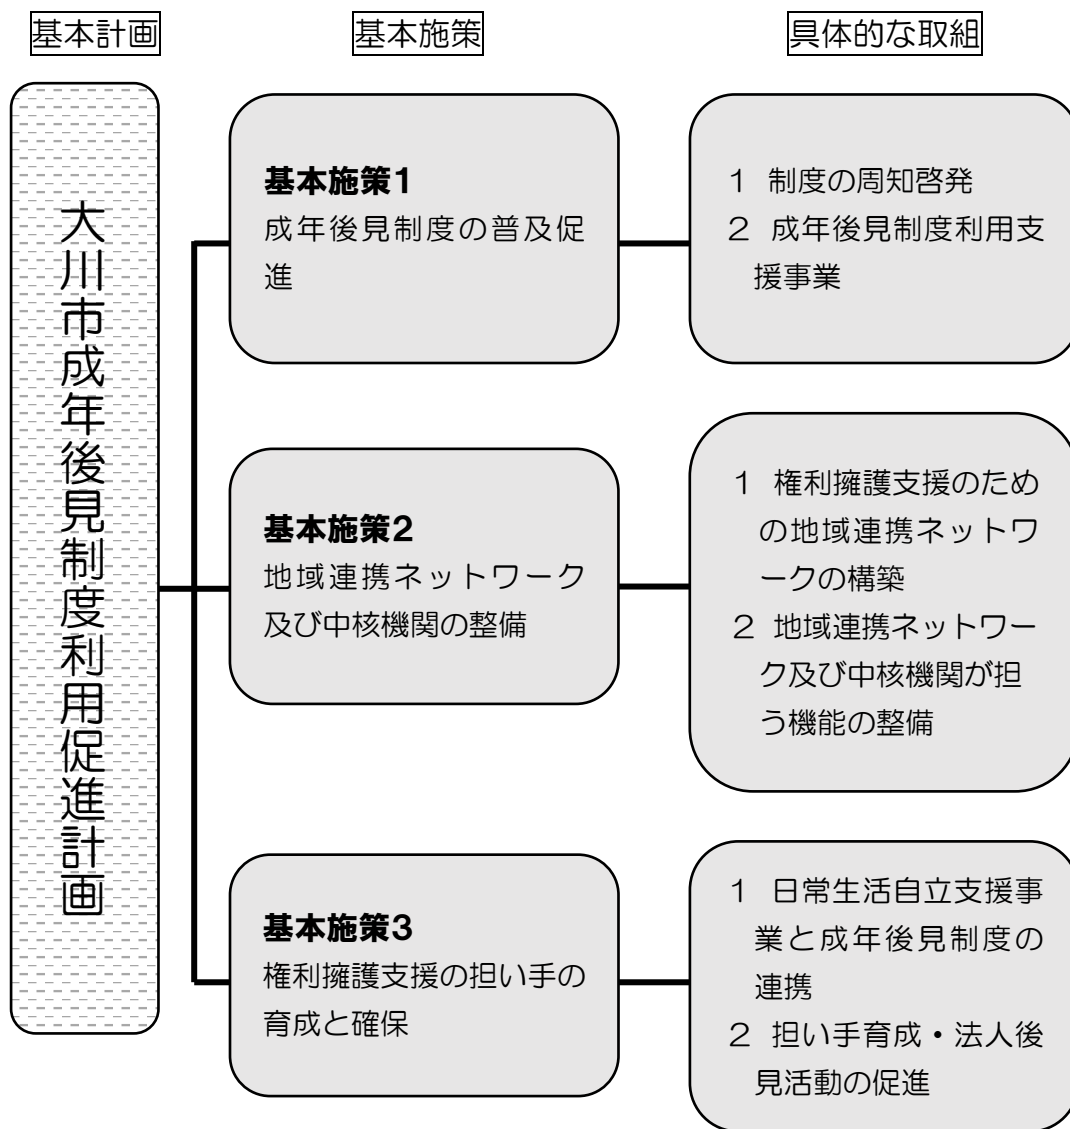 基本計画
基本施策
具体的な取組
大川市成年後見制度利用促進計画
基本施策1
成年後見制度の普及促
進
1 制度の周知啓発
2 成年後見制度利用支
援事業
基本施策2
地域連携ネットワーク
及び中核機関の整備
1 権利擁護支援のため
の地域連携ネットワ
ークの構築
2 地域連携ネットワー
ク及び中核機関が担
う機能の整備
基本施策3
権利擁護支援の担い手の
育成と確保
1 日常生活自立支援事
業と成年後見制度の
連携
2 担い手育成・法人後
見活動の促進